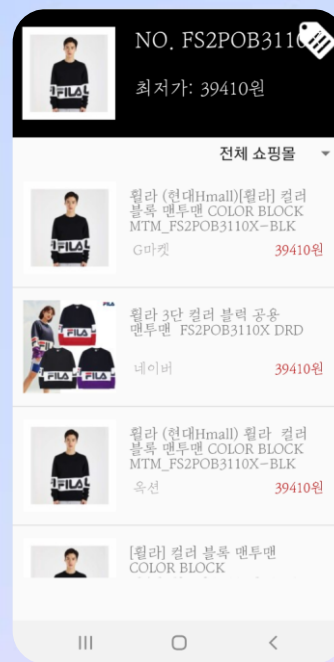 NO. FS2POB3110
최저가: 39410원
전체 쇼핑몰
휠라 (현대Hmall)[휠라] 컬러
블록 맨투맨 COLOR BLOCK
MTM_FS2POB3110X-BLK
G마켓 39410원
휠라 3단 컬러 블럭 공용
맨투맨 FS2POB3110X DRD
네이버 39410원
휠라 (현대Hmall) 휠라 컬러
블록 맨투맨 COLOR BLOCK
MTM_FS2POB3110X-BLK
옥션 39410원
[휠라] 컬러 블록 맨투맨
COLOR BLOCK
FILA
FILA
FILA
FILA
FILA